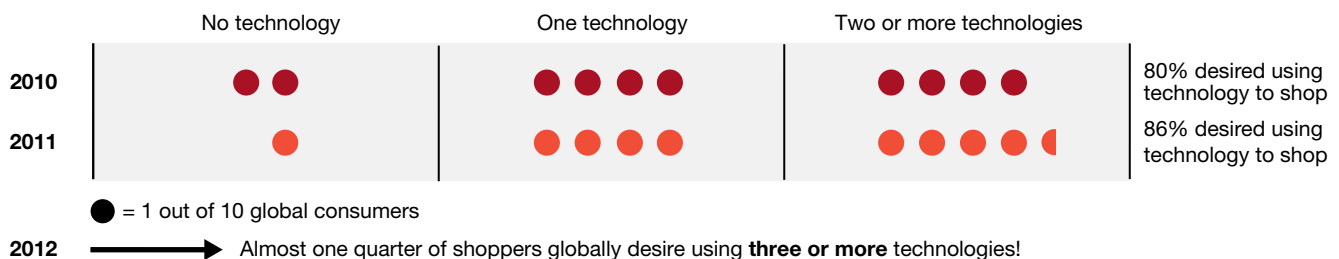 No technology One technology Two or more technologies
2010 80% desired using
technology to shop
2011 86% desired using
technology to shop
= 1 out of 10 global consumers
2012 Almost one quarter of shoppers globally desire using three or more technologies!